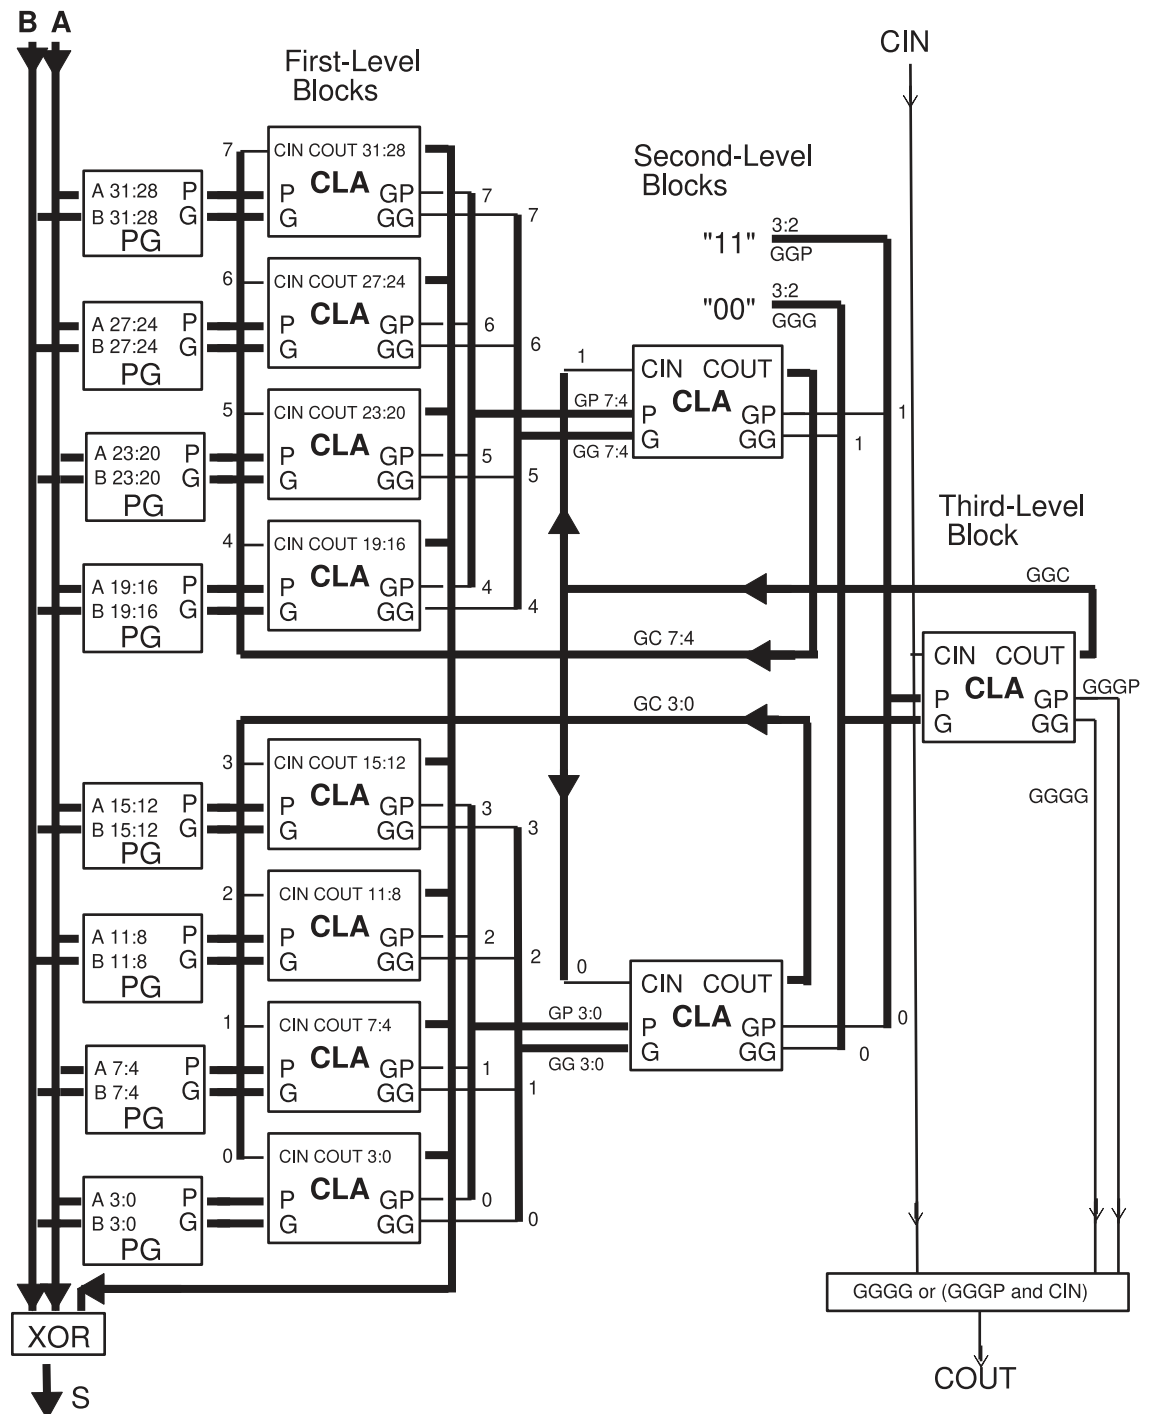 B A
CIN
First-Level
Blocks
Second-Level
Blocks
7
CIN COUT 31:28
CLA
P GP 7
G GG 7
A 31:28 P
B 31:28 G
PG
"11" 3:2
GGP
"00" 3:2
GGG
6
CIN COUT 27:24
CLA
P GP 6
G GG 6
A 27:24 P
B 27:24 G
PG
1
CIN COUT
CLA
GP 7:4 P GP 1
GG 7:4 G GG 1
5
CIN COUT 23:20
CLA
P GP 5
G GG 5
A 23:20 P
B 23:20 G
PG
Third-Level
Block
4
CIN COUT 19:16
CLA
P GP 4
G GG 4
A 19:16 P
B 19:16 G
PG
GGC
GC 7:4
CIN COUT
CLA
P GP GGGP
G GG
GC 3:0
GGGG
3
CIN COUT 15:12
CLA
P GP 3
G GG 3
A 15:12 P
B 15:12 G
PG
2
CIN COUT 11:8
CLA
P GP 2
G GG 2
A 11:8 P
B 11:8 G
PG
0
CIN COUT
CLA
GP 3:0 P GP 0
GG 3:0 G GG 0
1
CIN COUT 7:4
CLA
P GP 1
G GG 1
A 7:4 P
B 7:4 G
PG
0
CIN COUT 3:0
CLA
P GP 0
G GG 0
A 3:0 P
B 3:0 G
PG
GGGG or (GGGP and CIN)
XOR
S
COUT